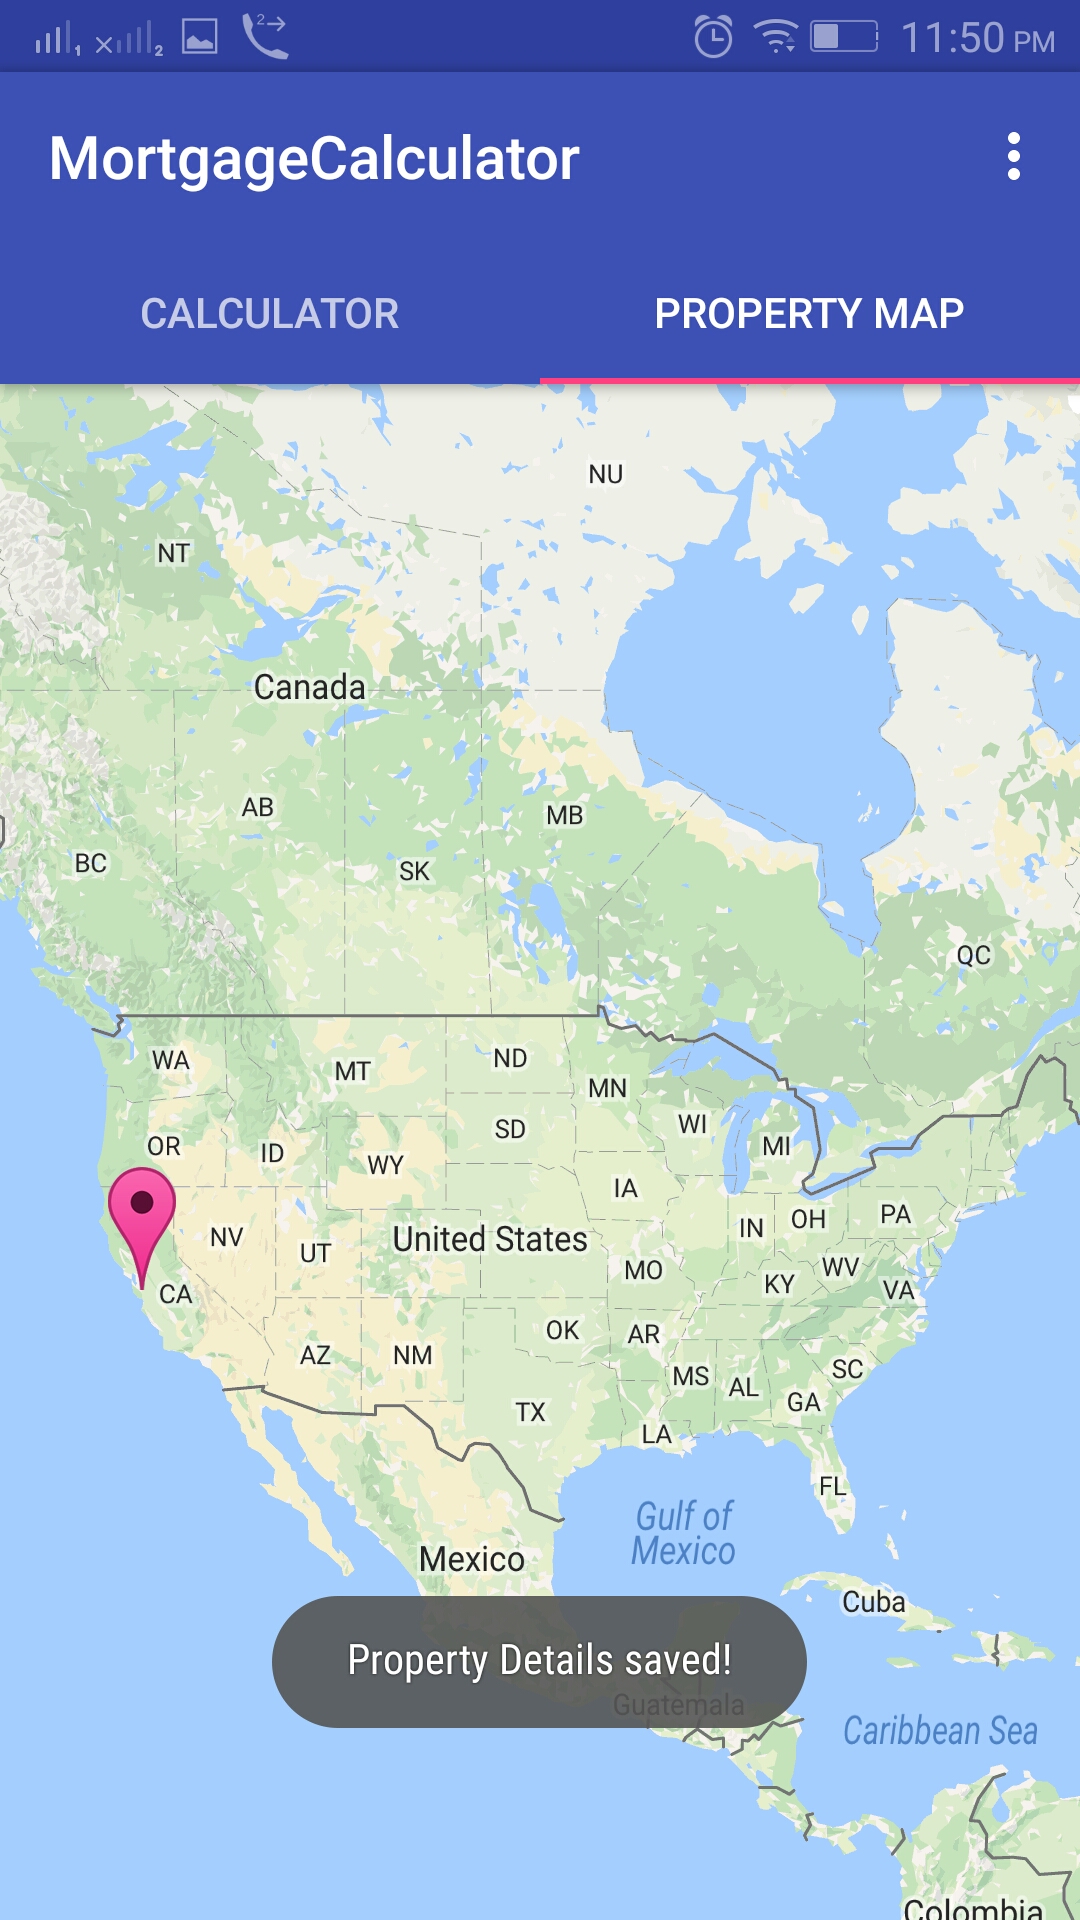 1 2 2 11:50 PM
MortgageCalculator
CALCULATOR PROPERTY MAP
NU
NT
Canada
AB
MB
BC
SK
QC
WA
MT
ND
MN
WI
SD
MI
OR
ID
WY
IA
PA
OH
IN
NV
United States
UT
MO
WV
KY
VA
CA
OK
AR
AZ
NM
SC
MS
AL
GA
TX
LA
FL
Gulf of
Mexico
Mexico
Cuba
Property Details saved!
Guatemala
Caribbean Sea
Colombia